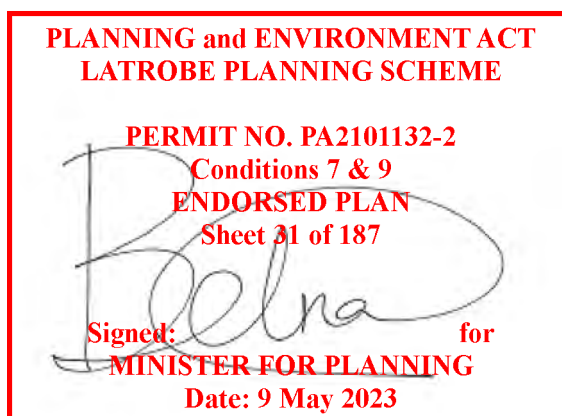 PLANNING and ENVIRONMENT ACT
LATROBE PLANNING SCHEME
PERMIT NO. PA2101132-2
Conditions 7 & 9
ENDORSED PLAN
Sheet 31 of 187
Signed: for
MINISTER FOR PLANNING
Date: 9 May 2023